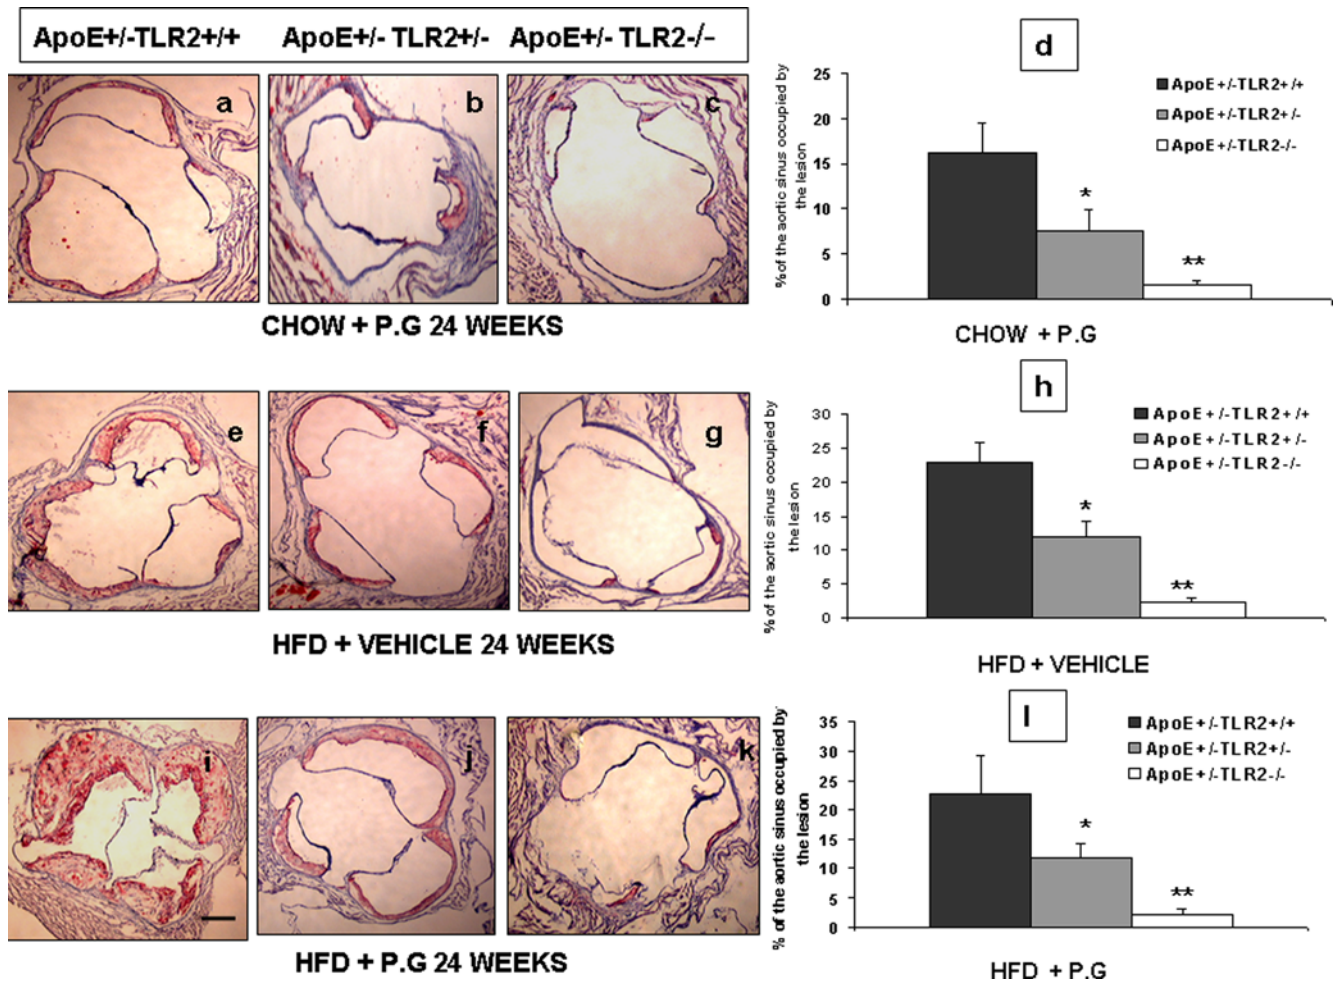 ApoE+/-TLR2+/+ ApoE+/- TLR2+/- ApoE+/- TLR2-/-
a
b
c
CHOW + P.G 24 WEEKS
d
% of the aortic sinus occupied by
the lesion
25
20
15
10
5
0
*
**
ApoE+/-TLR2+/+
ApoE+/-TLR2+/-
ApoE+/-TLR2-/-
CHOW + P.G
e
f
g
HFD + VEHICLE 24 WEEKS
h
% of the aortic sinus occupied by
the lesion
30
25
20
15
10
5
0
*
**
ApoE+/-TLR2+/+
ApoE+/-TLR2+/-
ApoE+/-TLR2-/-
HFD + VEHICLE
i
j
k
HFD + P.G 24 WEEKS
l
% of the aortic sinus occupied by
the lesion
35
30
25
20
15
10
5
0
*
**
ApoE+/-TLR2+/+
ApoE+/-TLR2+/-
ApoE+/-TLR2-/-
HFD + P.G